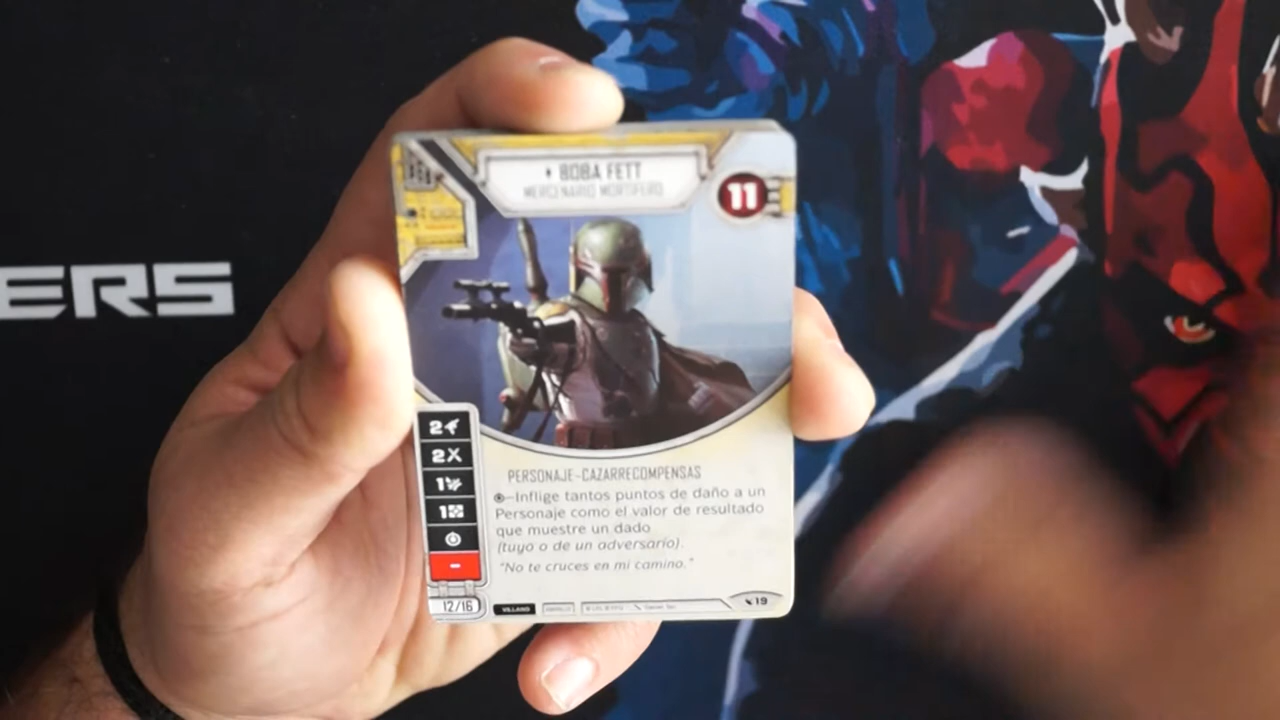 ERS
BOBA FETT
MERCENARIO MORTÍFERO
11
2
2
1
1
-
PERSONAJE-CAZARRECOMPENSAS
–Inflige tantos puntos de daño a un
Personaje como el valor de resultado
que muestre un dado
(tuyo o de un adversario).
“No te cruces en mi camino.”
12/16
VILLANO
19